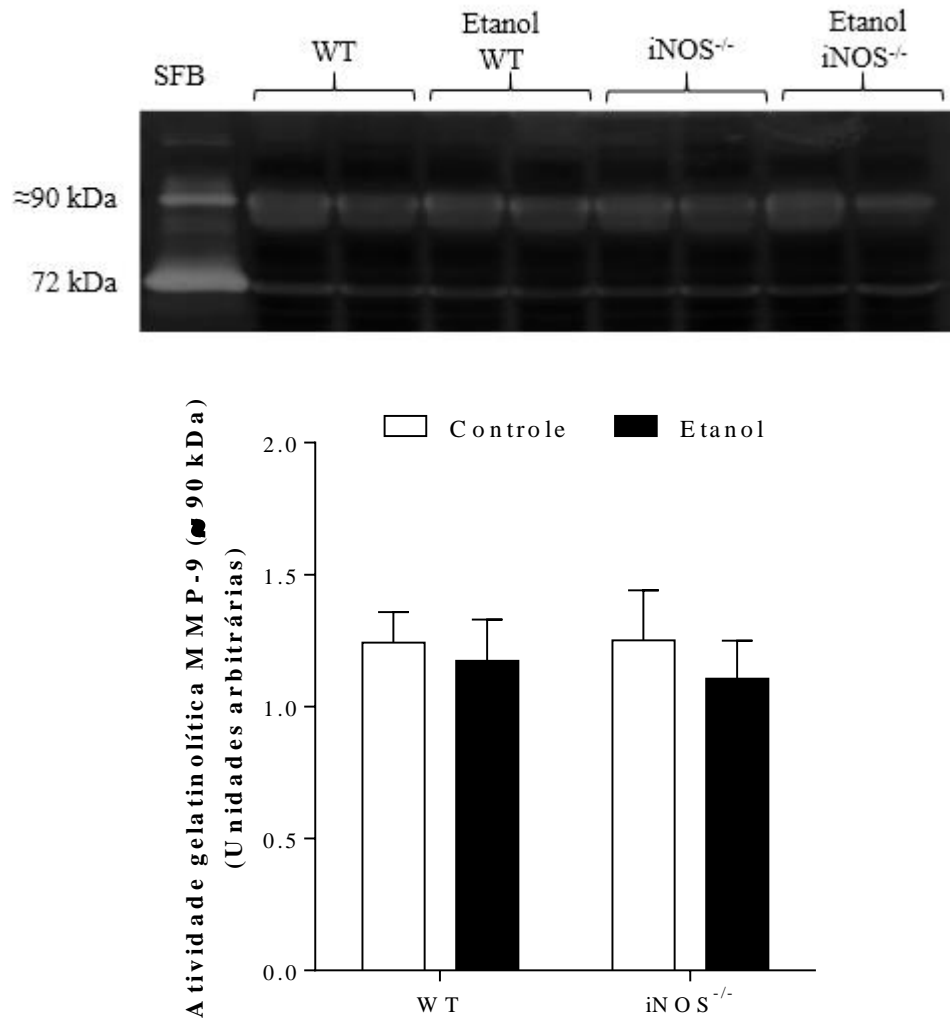 SFB
WT
Etanol
WT
iNOS-/-
Etanol
iNOS-/-
≈90 kDa
72 kDa
Controle
Etanol
Atividade gelatinolítica MMP-9 (≈ 90 kDa)
(Unidades arbitrárias)
2.0
1.5
1.0
0.5
0.0
WT
iNOS-/-